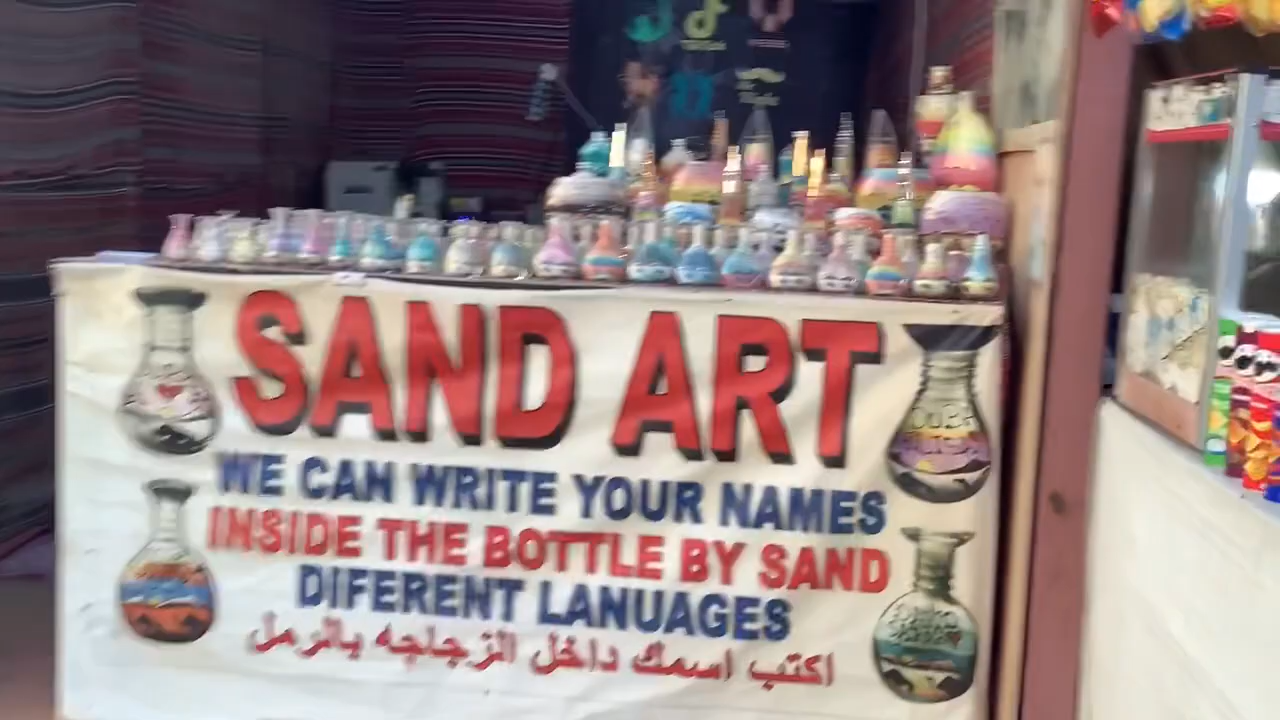 SAND ART
WE CAN WRITE YOUR NAMES
INSIDE THE BOTTLE BY SAND
DIFERENT LANUAGES
اكتب اسمك داخل الزجاجه بالرمل